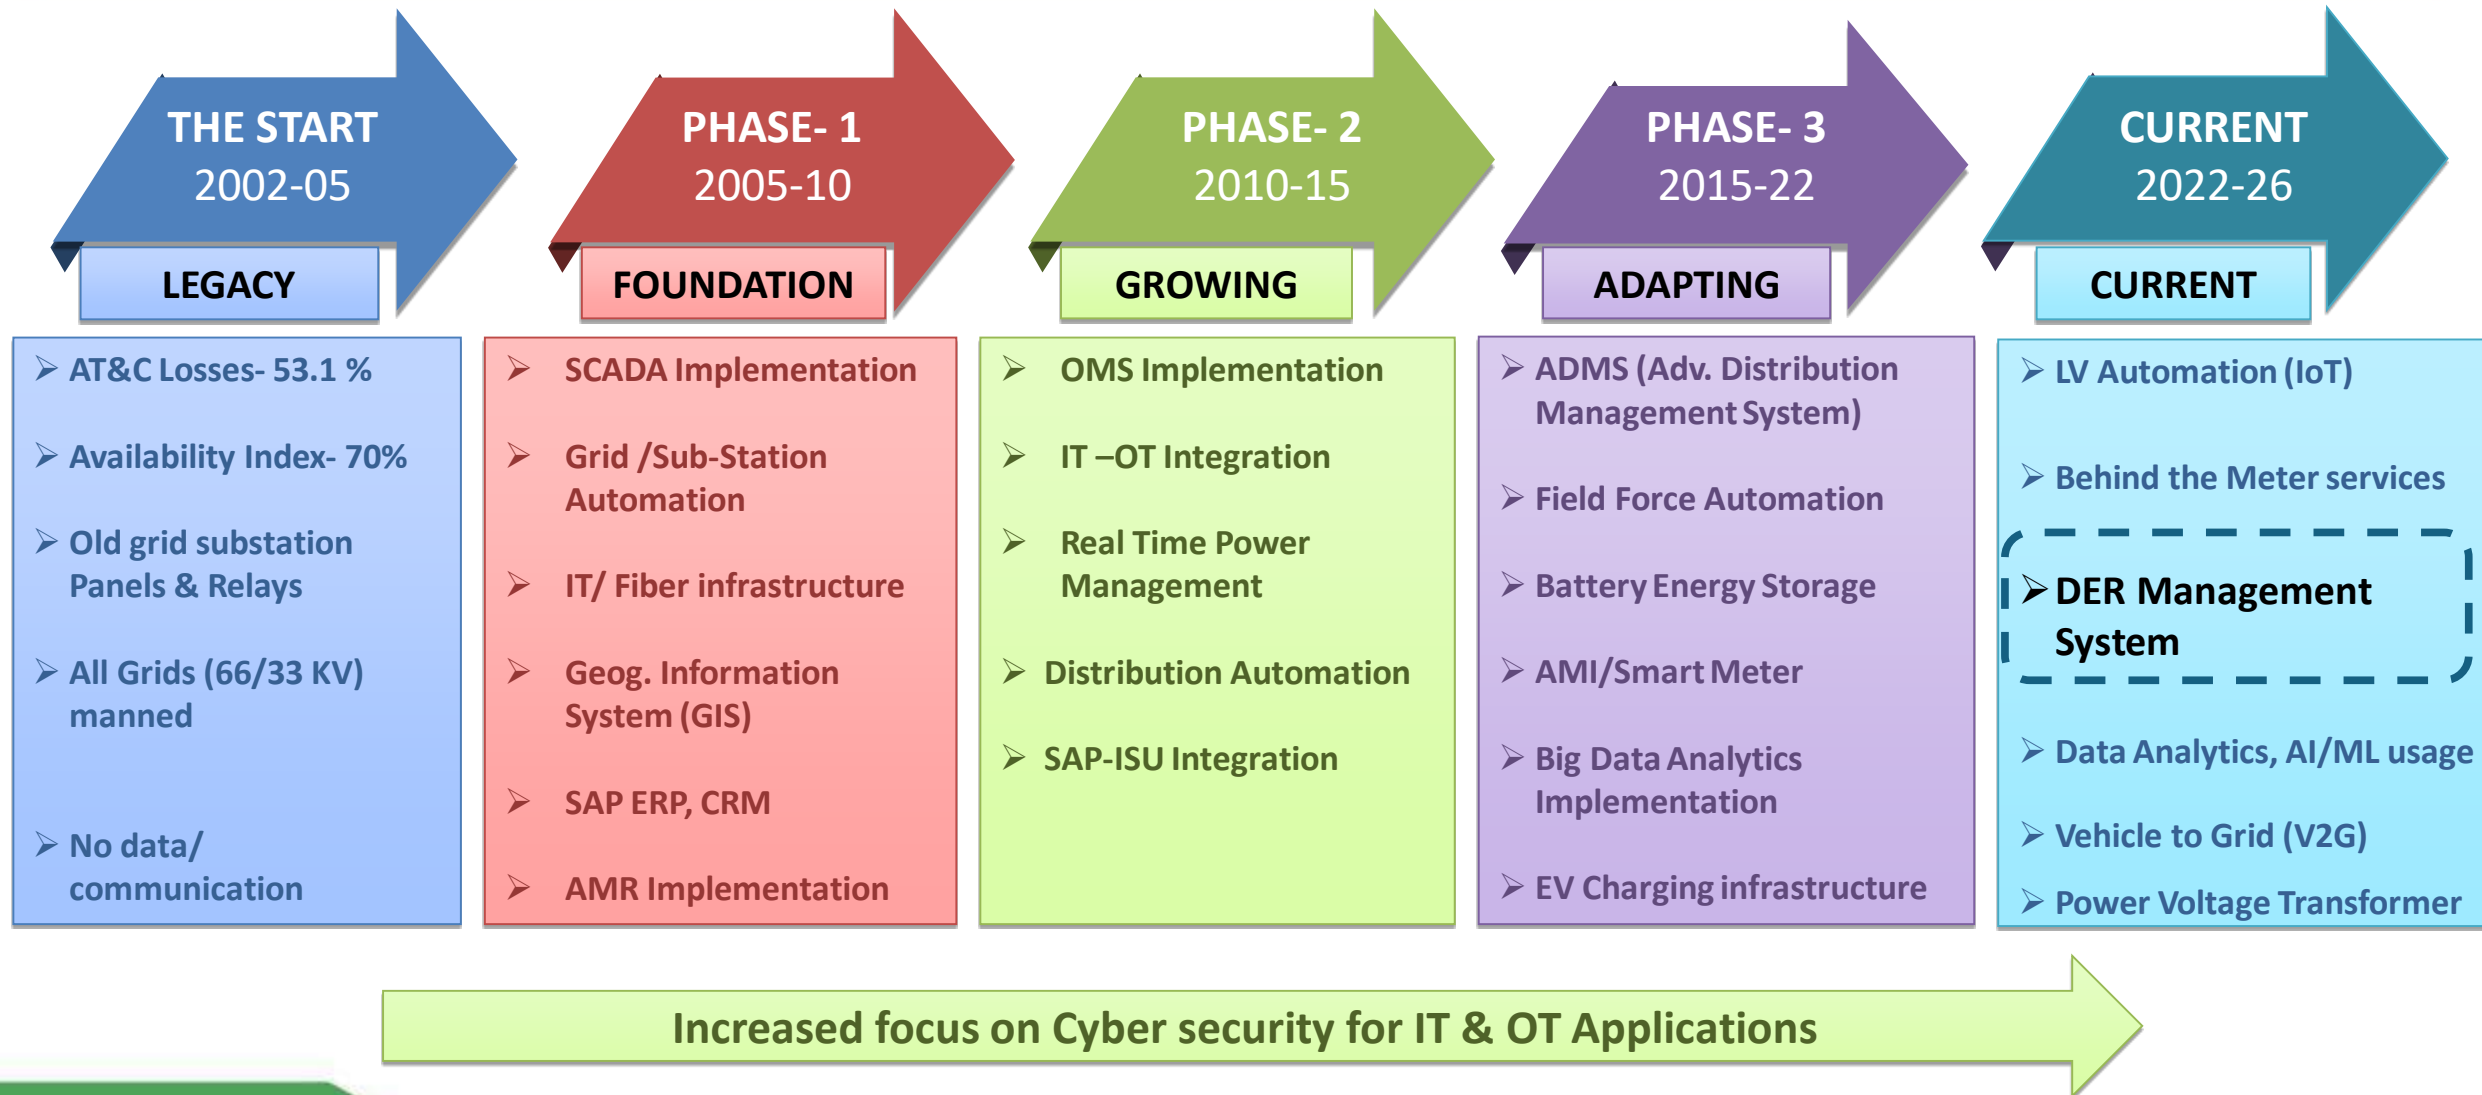 THE START
2002-05
LEGACY
➢ AT&C Losses- 53.1 %
➢ Availability Index- 70%
➢ Old grid substation
Panels & Relays
➢ All Grids (66/33 KV)
manned
➢ No data/
communication
PHASE- 1
2005-10
FOUNDATION
➢ SCADA Implementation
➢ Grid /Sub-Station
Automation
➢ IT/ Fiber infrastructure
➢ Geog. Information
System (GIS)
➢ SAP ERP, CRM
➢ AMR Implementation
PHASE- 2
2010-15
GROWING
➢ OMS Implementation
➢ IT –OT Integration
➢ Real Time Power
Management
➢ Distribution Automation
➢ SAP-ISU Integration
PHASE- 3
2015-22
ADAPTING
➢ ADMS (Adv. Distribution
Management System)
➢ Field Force Automation
➢ Battery Energy Storage
➢ AMI/Smart Meter
➢ Big Data Analytics
Implementation
➢ EV Charging infrastructure
CURRENT
2022-26
CURRENT
➢ LV Automation (IoT)
➢ Behind the Meter services
➢ DER Management
System
➢ Data Analytics, AI/ML usage
➢ Vehicle to Grid (V2G)
➢ Power Voltage Transformer
Increased focus on Cyber security for IT & OT Applications